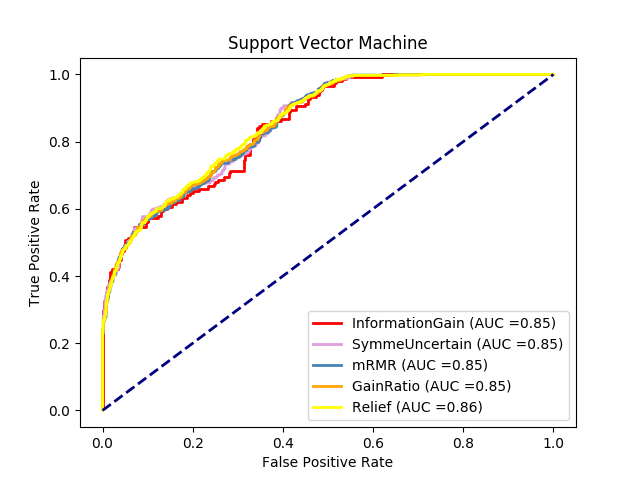 Support Vector Machine
1.0
0.8
0.6
0.4
0.2
0.0
True Positive Rate
InformationGain (AUC =0.85)
SymmeUncertain (AUC =0.85)
mRMR (AUC =0.85)
GainRatio (AUC =0.85)
Relief (AUC =0.86)
0.0 0.2 0.4 0.6 0.8 1.0
False Positive Rate